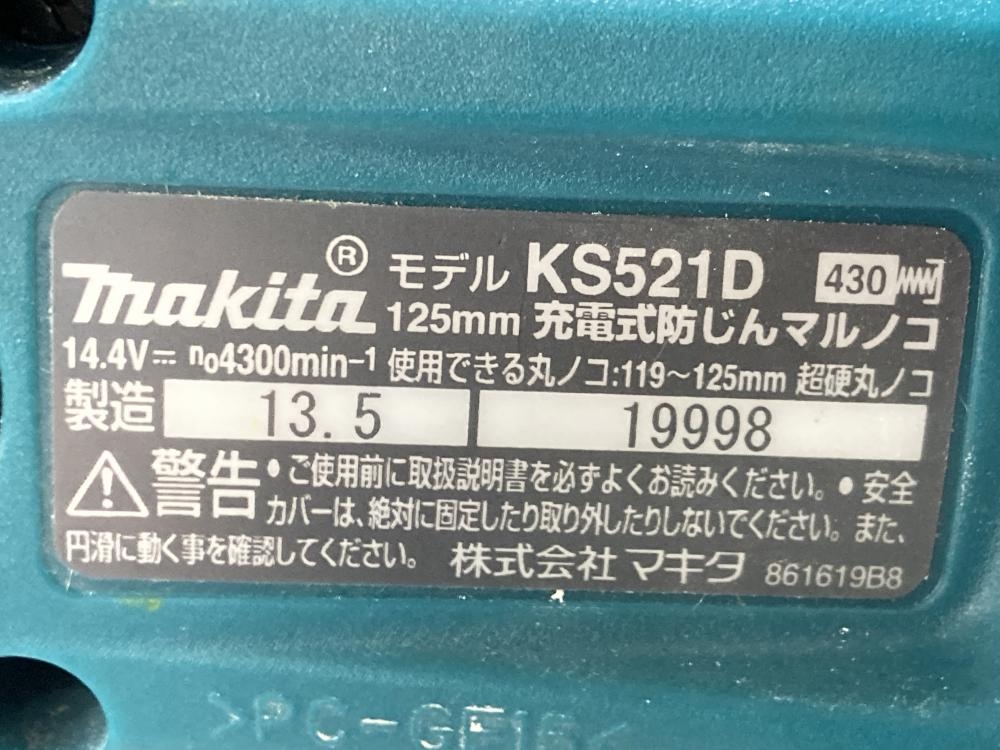 makita® モデル KS521D 430
125mm 充電式防じんマルノコ
14.4V⎓ n₀4300min-1 使用できる丸ノコ:119～125mm 超硬丸ノコ
製造 13.5 19998
⚠警告 •ご使用前に取扱説明書を必ずよくお読みください。•安全
カバーは、絶対に固定したり取り外したりしないでください。また、
円滑に動く事を確認してください。 株式会社マキタ 861619B8
>PC-GF15<